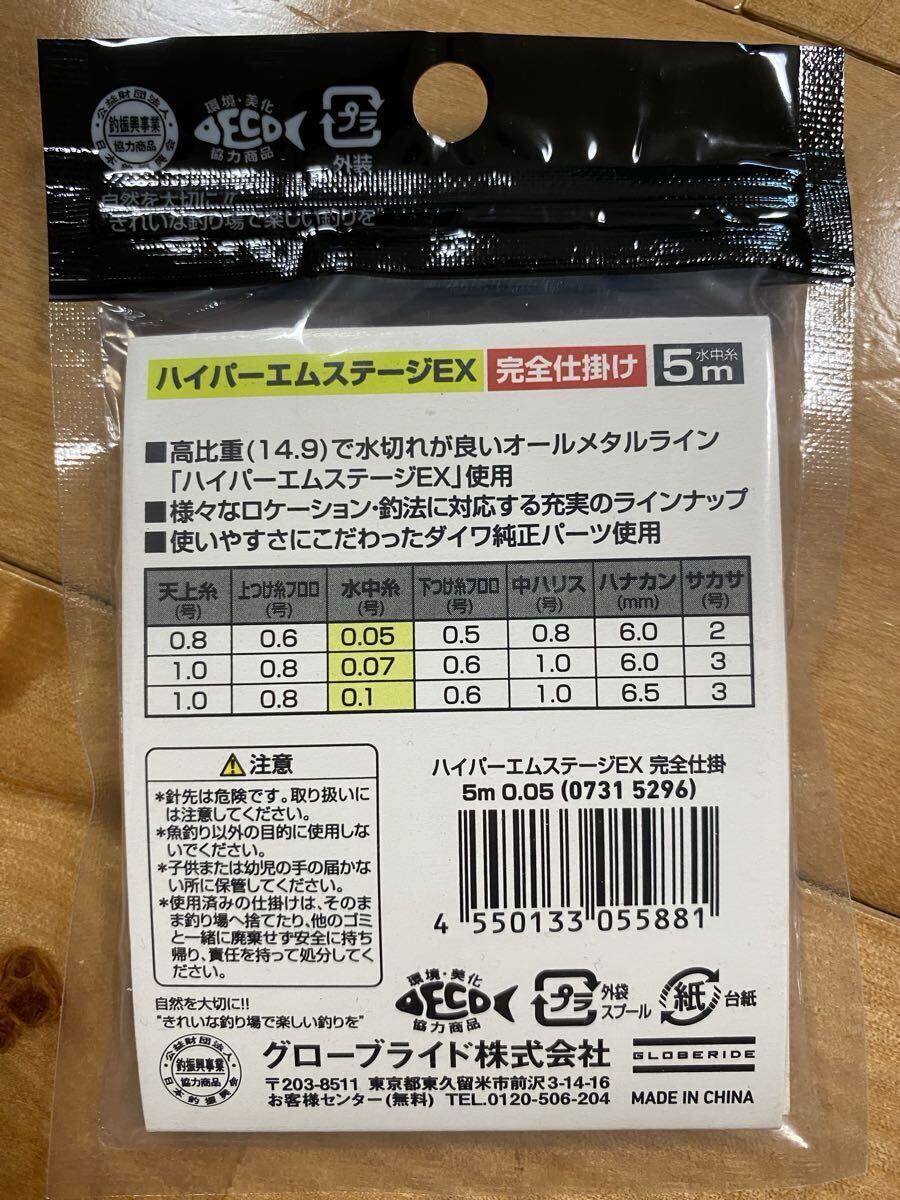 公益財団法人
釣振興事業
協力商品
日本釣振興会
環境・美化
ECO
協力商品
プラ
外装
自然を大切に!!
"きれいな釣り場で楽しい釣りを"
ハイパーエムステージEX 完全仕掛け 水中糸 5m
■高比重(14.9)で水切れが良いオールメタルライン
「ハイパーエムステージEX」使用
■様々なロケーション・釣法に対応する充実のラインナップ
■使いやすさにこだわったダイワ純正パーツ使用
天上糸(号) 上つけ糸フロロ(号) 水中糸(号) 下つけ糸フロロ(号) 中ハリス(号) ハナカン(mm) サカサ(号)
0.8 0.6 0.05 0.5 0.8 6.0 2
1.0 0.8 0.07 0.6 1.0 6.0 3
1.0 0.8 0.1 0.6 1.0 6.5 3
注意
*針先は危険です。取り扱いに
は注意してください。
*魚釣り以外の目的に使用しな
いでください。
*子供または幼児の手の届かな
い所に保管してください。
*使用済みの仕掛けは、そのま
ま釣り場へ捨てたり、他のゴミ
と一緒に廃棄せず安全に持ち
帰り、責任を持って処分してく
ださい。
ハイパーエムステージEX 完全仕掛
5m 0.05 (0731 5296)
4 550133 055881
自然を大切に!!
"きれいな釣り場で楽しい釣りを"
環境・美化
ECO
協力商品
プラ
外袋
スプール
紙
台紙
公益財団法人
釣振興事業
協力商品
日本釣振興会
グローブライド株式会社
GLOBERIDE
〒203-8511 東京都東久留米市前沢3-14-16
お客様センター(無料) TEL.0120-506-204
MADE IN CHINA